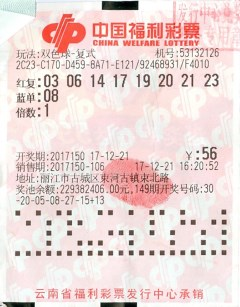 中国福利彩票
CHINA WELFARE LOTTERY
玩法:双色球-复式 机号:53132126
2C23-C170-D459-BA71-E121/92468931/F4010
红复:03 06 14 17 19 20 21 23
蓝单:08
倍数:1
开奖期:2017150 17-12-21 ¥:56
销售期:2017150-106 17-12-21 16:20:52
地址:丽江市古城区束河古镇東北路
奖池余额:229382406.00元,149期开奖号码:30
-20-05-08-27-15+13
云南省福利彩票发行中心承销